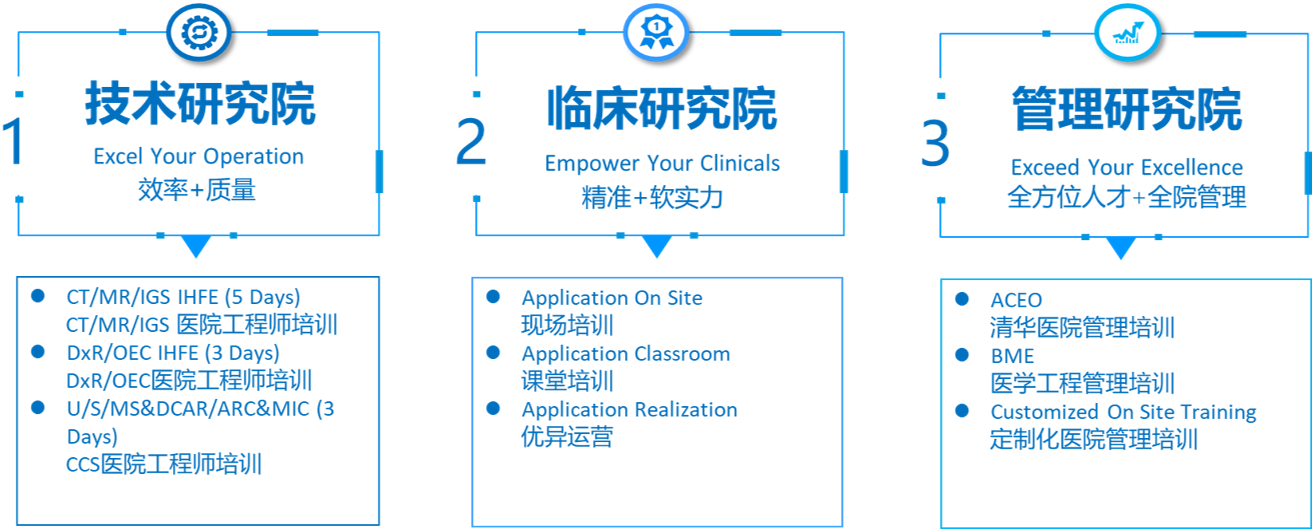 1
技术研究院
Excel Your Operation
效率+质量
CT/MR/IGS IHFE (5 Days)
CT/MR/IGS 医院工程师培训
DxR/OEC IHFE (3 Days)
DxR/OEC医院工程师培训
U/S/MS&DCAR/ARC&MIC (3
Days)
CCS医院工程师培训
2
1
临床研究院
Empower Your Clinicals
精准+软实力
Application On Site
现场培训
Application Classroom
课堂培训
Application Realization
优异运营
3
管理研究院
Exceed Your Excellence
全方位人才+全院管理
ACEO
清华医院管理培训
BME
医学工程管理培训
Customized On Site Training
定制化医院管理培训